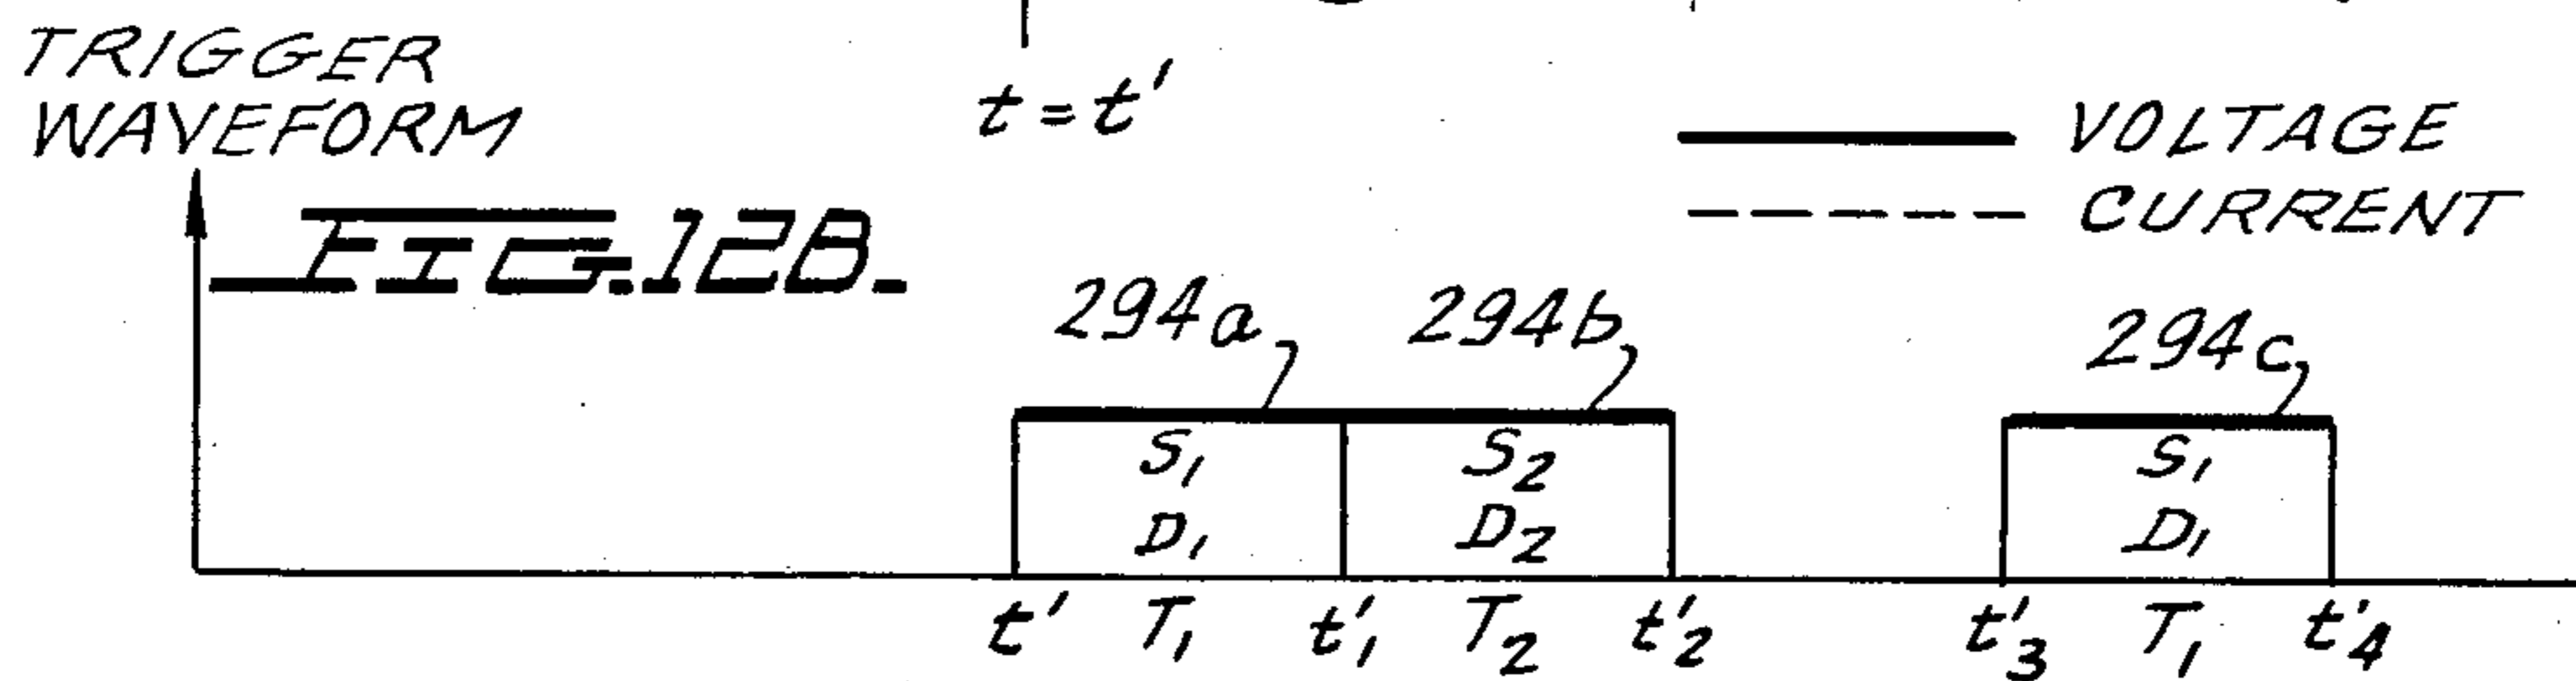 TRIGGER
WAVEFORM
t = t'
VOLTAGE
CURRENT
FIG. 12B.
294a 294b 294c
S1 S2 S1
D1 D2 D1
t' T1 t'1 T2 t'2 t'3 T1 t'4